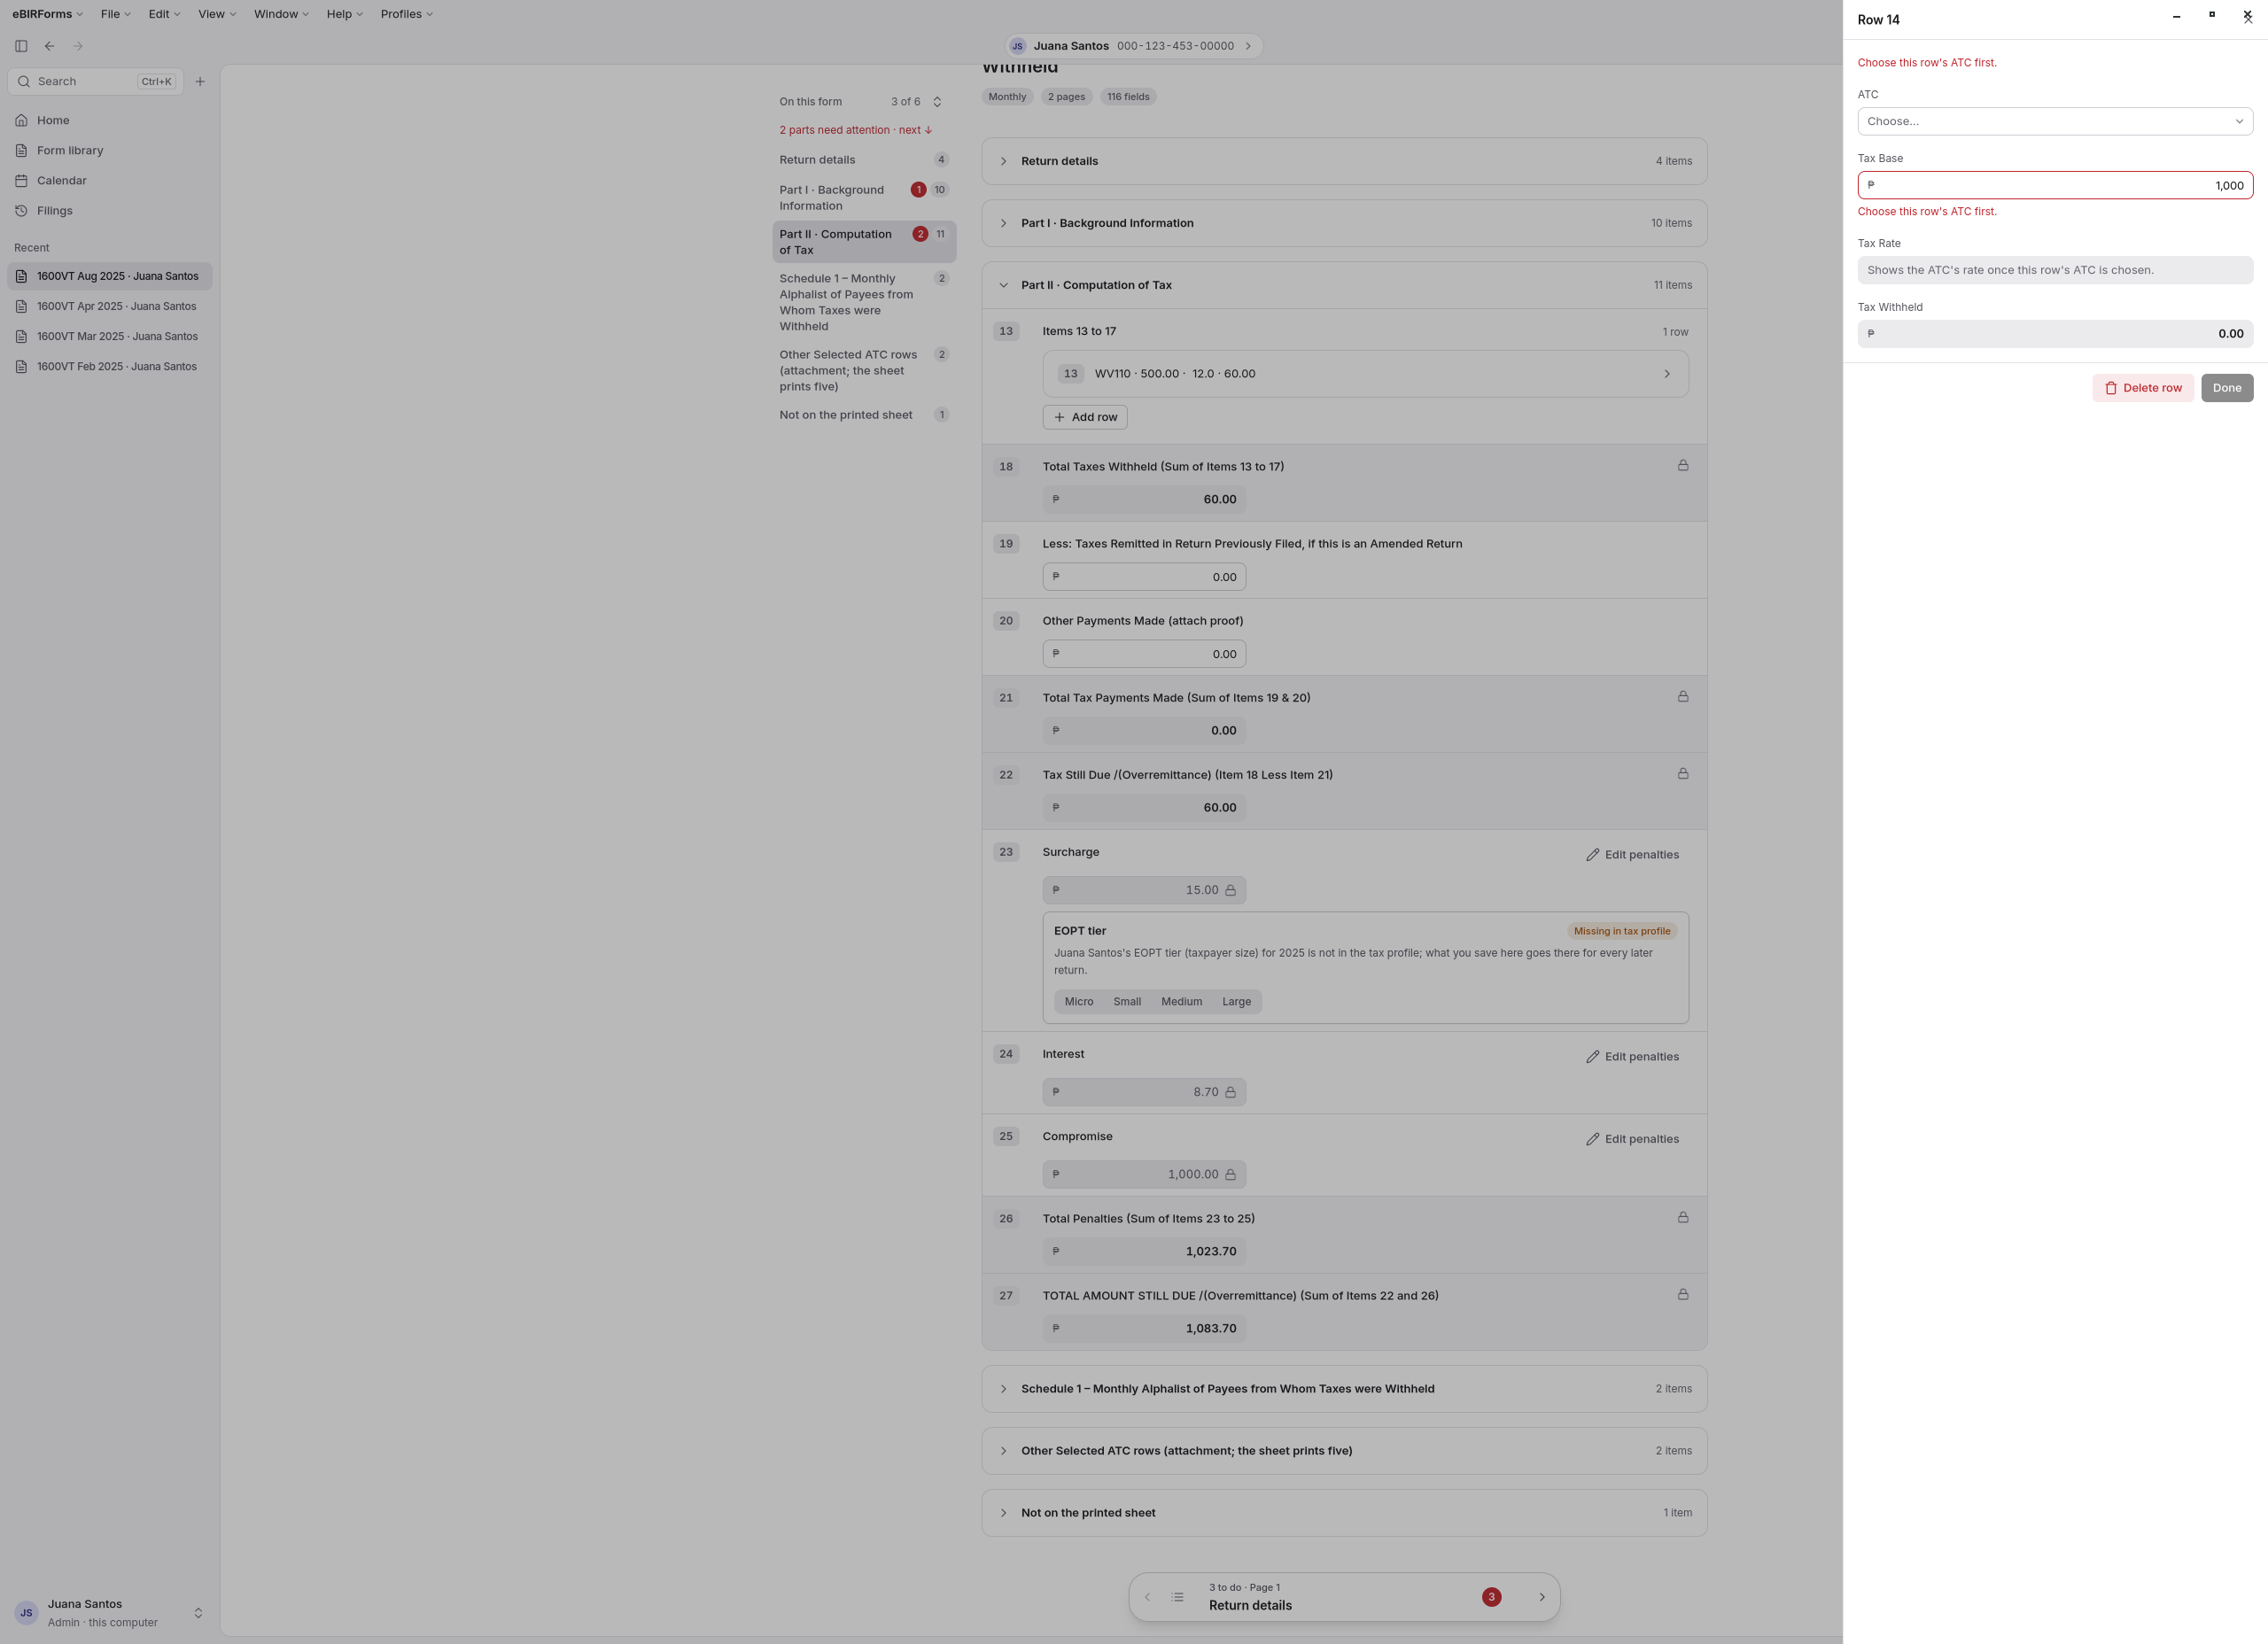 eBIRForms File Edit View Window Help Profiles
JS Juana Santos 000-123-453-00000
Search Ctrl+K
Home
Form library
Calendar
Filings
Recent
1600VT Aug 2025 · Juana Santos
1600VT Apr 2025 · Juana Santos
1600VT Mar 2025 · Juana Santos
1600VT Feb 2025 · Juana Santos
JS Juana Santos
Admin · this computer
On this form 3 of 6
2 parts need attention · next ↓
Return details 4
Part I · Background 1 10
Information
Part II · Computation 2 11
of Tax
Schedule 1 – Monthly 2
Alphalist of Payees from
Whom Taxes were
Withheld
Other Selected ATC rows 2
(attachment; the sheet
prints five)
Not on the printed sheet 1
Withheld
Monthly 2 pages 116 fields
Return details 4 items
Part I · Background Information 10 items
Part II · Computation of Tax 11 items
13 Items 13 to 17 1 row
13 WV110 · 500.00 · 12.0 · 60.00
Add row
18 Total Taxes Withheld (Sum of Items 13 to 17)
₱ 60.00
19 Less: Taxes Remitted in Return Previously Filed, if this is an Amended Return
₱ 0.00
20 Other Payments Made (attach proof)
₱ 0.00
21 Total Tax Payments Made (Sum of Items 19 & 20)
₱ 0.00
22 Tax Still Due /(Overremittance) (Item 18 Less Item 21)
₱ 60.00
23 Surcharge Edit penalties
₱ 15.00
EOPT tier Missing in tax profile
Juana Santos's EOPT tier (taxpayer size) for 2025 is not in the tax profile; what you save here goes there for every later
return.
Micro Small Medium Large
24 Interest Edit penalties
₱ 8.70
25 Compromise Edit penalties
₱ 1,000.00
26 Total Penalties (Sum of Items 23 to 25)
₱ 1,023.70
27 TOTAL AMOUNT STILL DUE /(Overremittance) (Sum of Items 22 and 26)
₱ 1,083.70
Schedule 1 – Monthly Alphalist of Payees from Whom Taxes were Withheld 2 items
Other Selected ATC rows (attachment; the sheet prints five) 2 items
Not on the printed sheet 1 item
3 to do · Page 1
Return details 3
Row 14
Choose this row's ATC first.
ATC
Choose...
Tax Base
₱ 1,000
Choose this row's ATC first.
Tax Rate
Shows the ATC's rate once this row's ATC is chosen.
Tax Withheld
₱ 0.00
Delete row Done